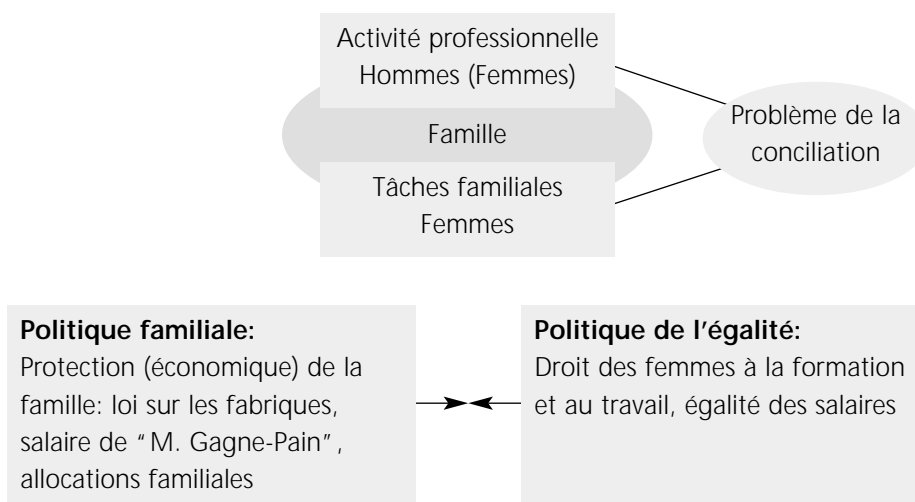 Activité professionnelle
Hommes (Femmes)
Famille
Tâches familiales
Femmes
Problème de la
conciliation
Politique familiale:
Protection (économique) de la
famille: loi sur les fabriques,
salaire de "M. Gagne-Pain",
allocations familiales
Politique de l'égalité:
Droit des femmes à la formation
et au travail, égalité des salaires